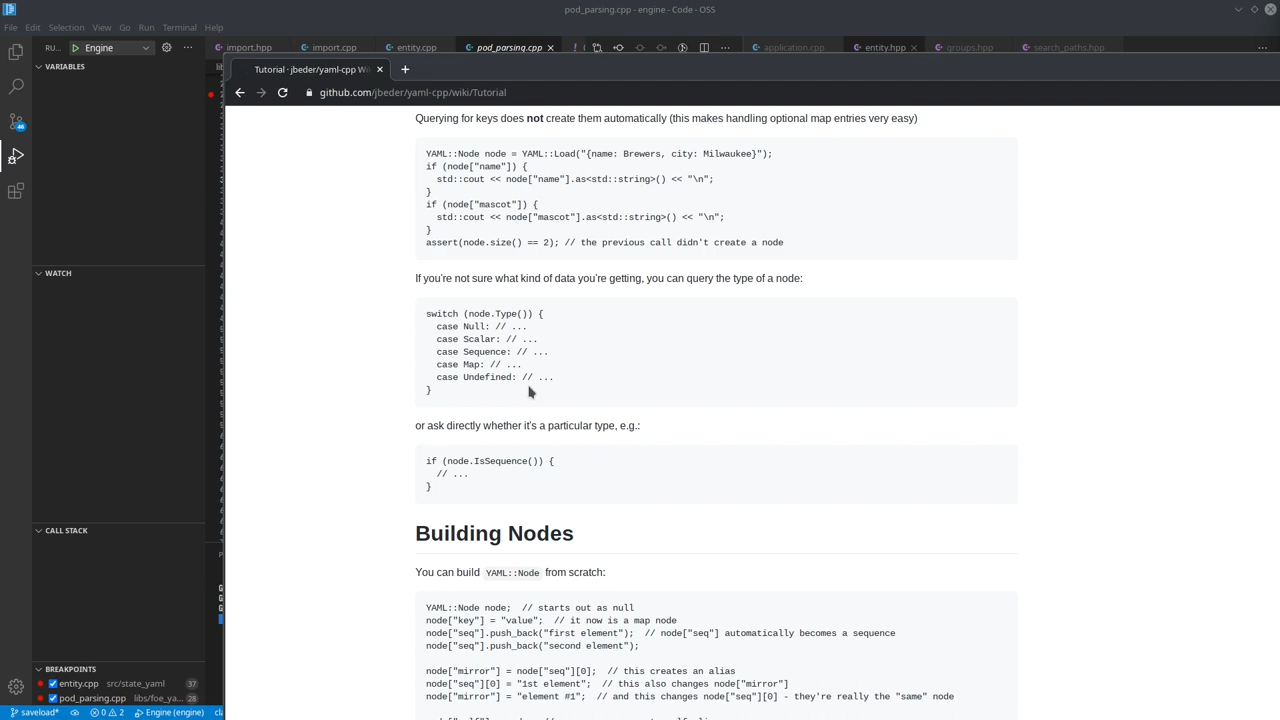 pod_parsing.cpp - engine - Code - OSS
File Edit Selection View Go Run Terminal Help
RU... Engine ...
import.hpp import.cpp entity.cpp pod_parsing.cpp application.cpp entity.hpp groups.hpp search_paths.hpp
VARIABLES
Tutorial · jbeder/yaml-cpp Wi
github.com/jbeder/yaml-cpp/wiki/Tutorial
46
Querying for keys does not create them automatically (this makes handling optional map entries very easy)
YAML::Node node = YAML::Load("{name: Brewers, city: Milwaukee}");
if (node["name"]) {
  std::cout << node["name"].as<std::string>() << "\n";
}
if (node["mascot"]) {
  std::cout << node["mascot"].as<std::string>() << "\n";
}
assert(node.size() == 2); // the previous call didn't create a node
WATCH
If you're not sure what kind of data you're getting, you can query the type of a node:
switch (node.Type()) {
  case Null: // ...
  case Scalar: // ...
  case Sequence: // ...
  case Map: // ...
  case Undefined: // ...
}
or ask directly whether it's a particular type, e.g.:
if (node.IsSequence()) {
  // ...
}
CALL STACK
Building Nodes
You can build YAML::Node from scratch:
YAML::Node node;  // starts out as null
node["key"] = "value";  // it now is a map node
node["seq"].push_back("first element");  // node["seq"] automatically becomes a sequence
node["seq"].push_back("second element");
node["mirror"] = node["seq"][0];  // this creates an alias
node["seq"][0] = "1st element";  // this also changes node["mirror"]
node["mirror"] = "element #1";  // and this changes node["seq"][0] - they're really the "same" node
BREAKPOINTS
entity.cpp src/state_yaml 37
pod_parsing.cpp libs/foe_ya... 28
saveload* 0 2 Engine (engine) cla